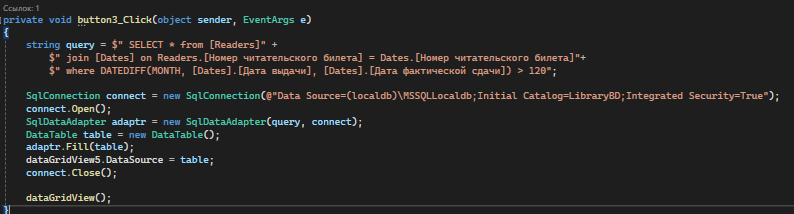 Ссылок: 1
private void button3_Click(object sender, EventArgs e)
{
string query = $" SELECT * from [Readers]" +
$" join [Dates] on Readers.[Номер читательского билета] = Dates.[Номер читательского билета]"+
$" where DATEDIFF(MONTH, [Dates].[Дата выдачи], [Dates].[Дата фактической сдачи]) > 120";
SqlConnection connect = new SqlConnection(@"Data Source=(localdb)\MSSQLLocaldb;Initial Catalog=LibraryBD;Integrated Security=True");
connect.Open();
SqlDataAdapter adaptr = new SqlDataAdapter(query, connect);
DataTable table = new DataTable();
adaptr.Fill(table);
dataGridView5.DataSource = table;
connect.Close();
dataGridView();
}